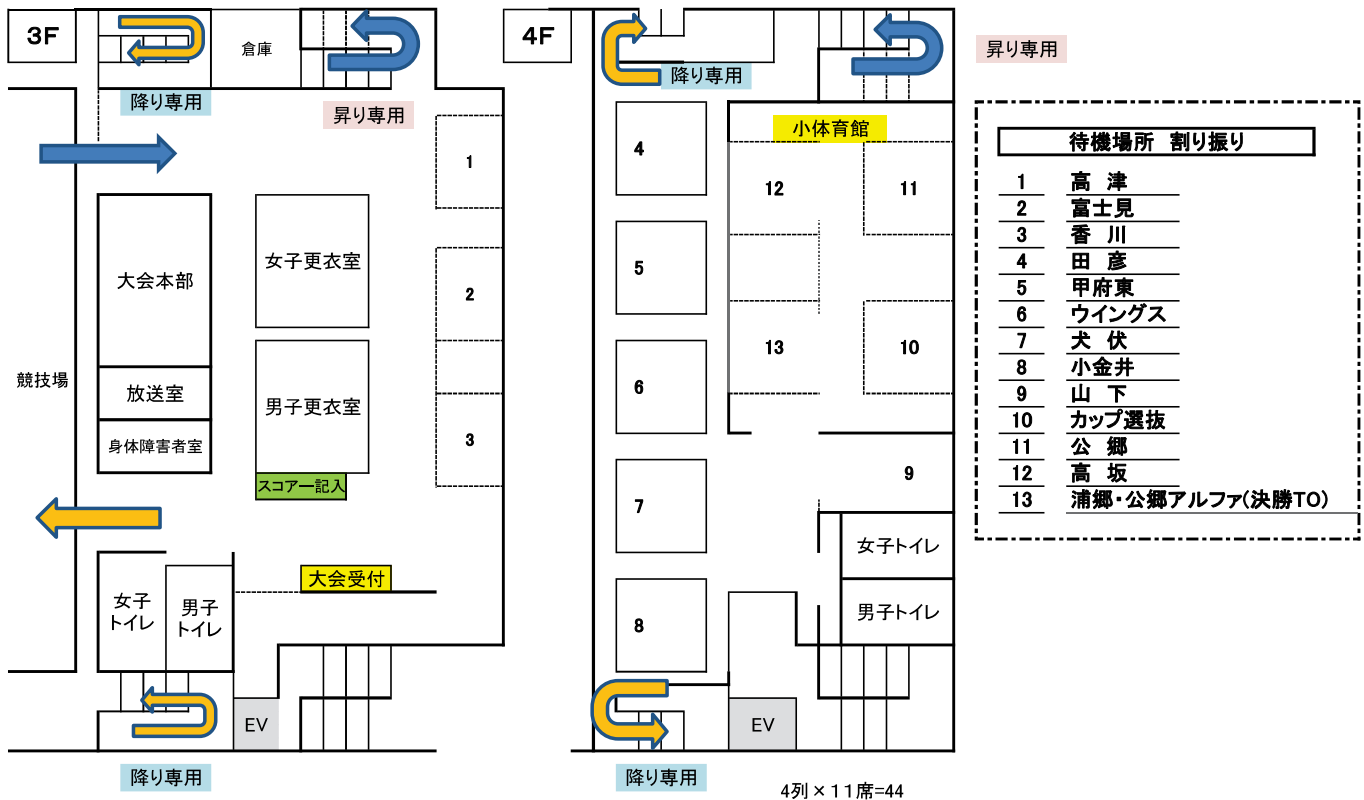 3F
倉庫
降り専用
昇り専用
1
大会本部
女子更衣室
2
競技場
放送室
男子更衣室
身体障害者室
3
スコアー記入
大会受付
女子
トイレ
男子
トイレ
EV
降り専用
4F
降り専用
昇り専用
小体育館
4
12
11
5
6
13
10
7
9
女子トイレ
8
男子トイレ
EV
降り専用
4列×11席=44
待機場所 割り振り
1 高 津
2 富士見
3 香 川
4 田 彦
5 甲府東
6 ウイングス
7 犬 伏
8 小金井
9 山 下
10 カップ選抜
11 公 郷
12 高 坂
13 浦郷・公郷アルファ(決勝TO)